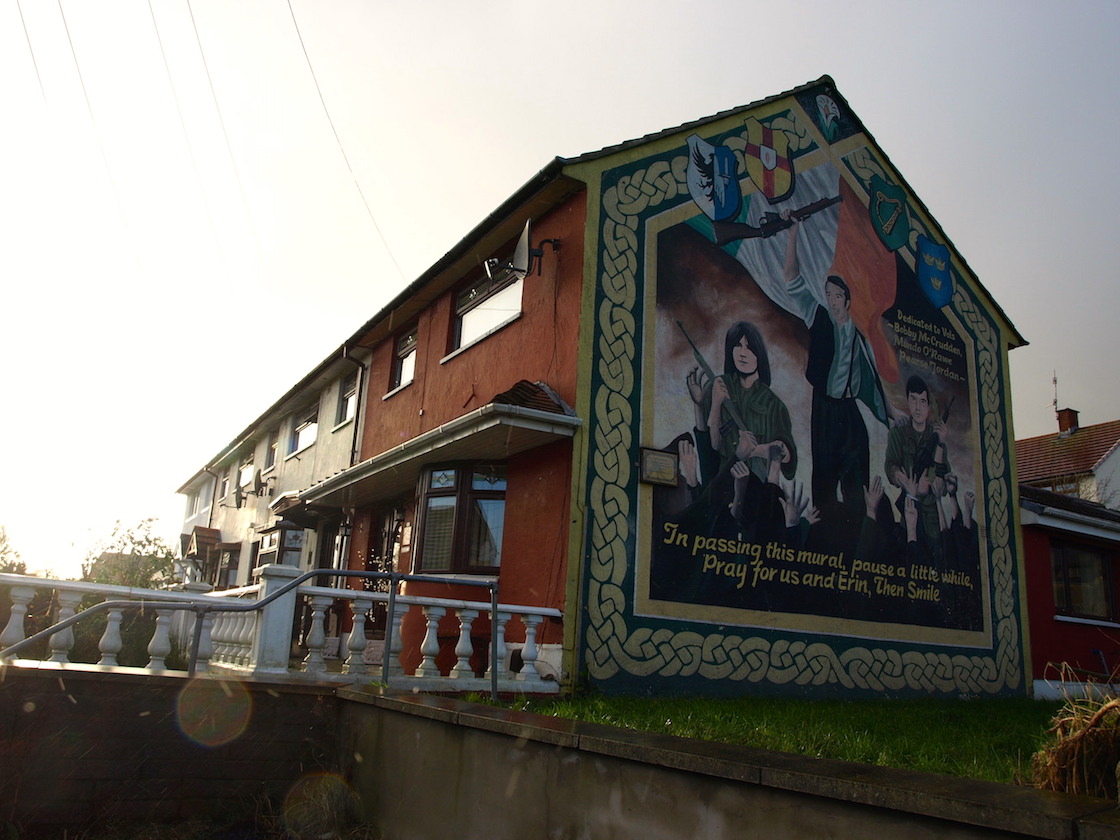 Dedicated to Vols
~Bobby McCrudden,
Mundo O'Rawe
Pearse Jordan~
In passing this mural, pause a little while,
Pray for us and Erin, Then Smile